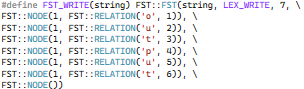 #define FST_WRITE(string) FST::FST(string, LEX_WRITE, 7, \
FST::NODE(1, FST::RELATION('o', 1)), \
FST::NODE(1, FST::RELATION('u', 2)), \
FST::NODE(1, FST::RELATION('t', 3)), \
FST::NODE(1, FST::RELATION('p', 4)), \
FST::NODE(1, FST::RELATION('u', 5)), \
FST::NODE(1, FST::RELATION('t', 6)), \
FST::NODE())